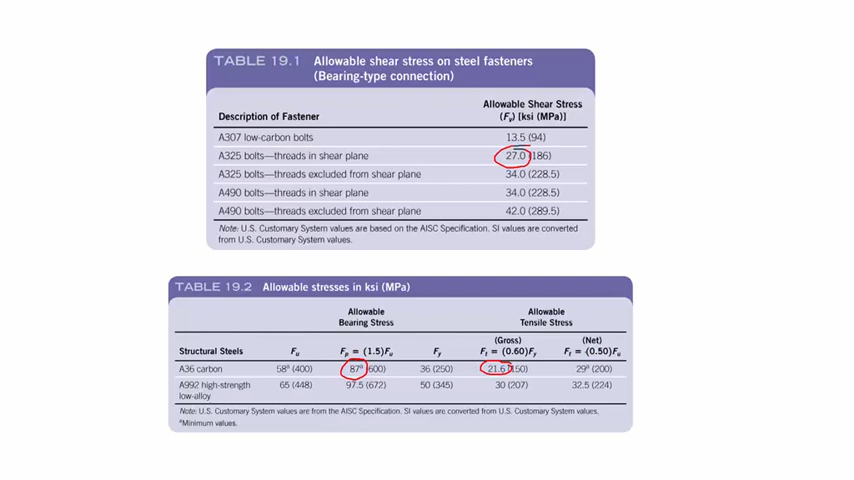 TABLE 19.1 Allowable shear stress on steel fasteners
(Bearing-type connection)
Allowable Shear Stress
Description of Fastener (Fv) [ksi (MPa)]
A307 low-carbon bolts 13.5 (94)
A325 bolts—threads in shear plane 27.0 (186)
A325 bolts—threads excluded from shear plane 34.0 (228.5)
A490 bolts—threads in shear plane 34.0 (228.5)
A490 bolts—threads excluded from shear plane 42.0 (289.5)
Note: U.S. Customary System values are based on the AISC Specification. SI values are converted
from U.S. Customary System values.
TABLE 19.2 Allowable stresses in ksi (MPa)
Allowable Allowable
Bearing Stress Tensile Stress
(Gross) (Net)
Structural Steels Fu Fp = (1.5)Fu Fy Ft = (0.60)Fy Ft = (0.50)Fu
A36 carbon 58ª (400) 87ª (600) 36 (250) 21.6 (150) 29ª (200)
A992 high-strength 65 (448) 97.5 (672) 50 (345) 30 (207) 32.5 (224)
low-alloy
Note: U.S. Customary System values are from the AISC Specification. SI values are converted from U.S. Customary System values.
ªMinimum values.